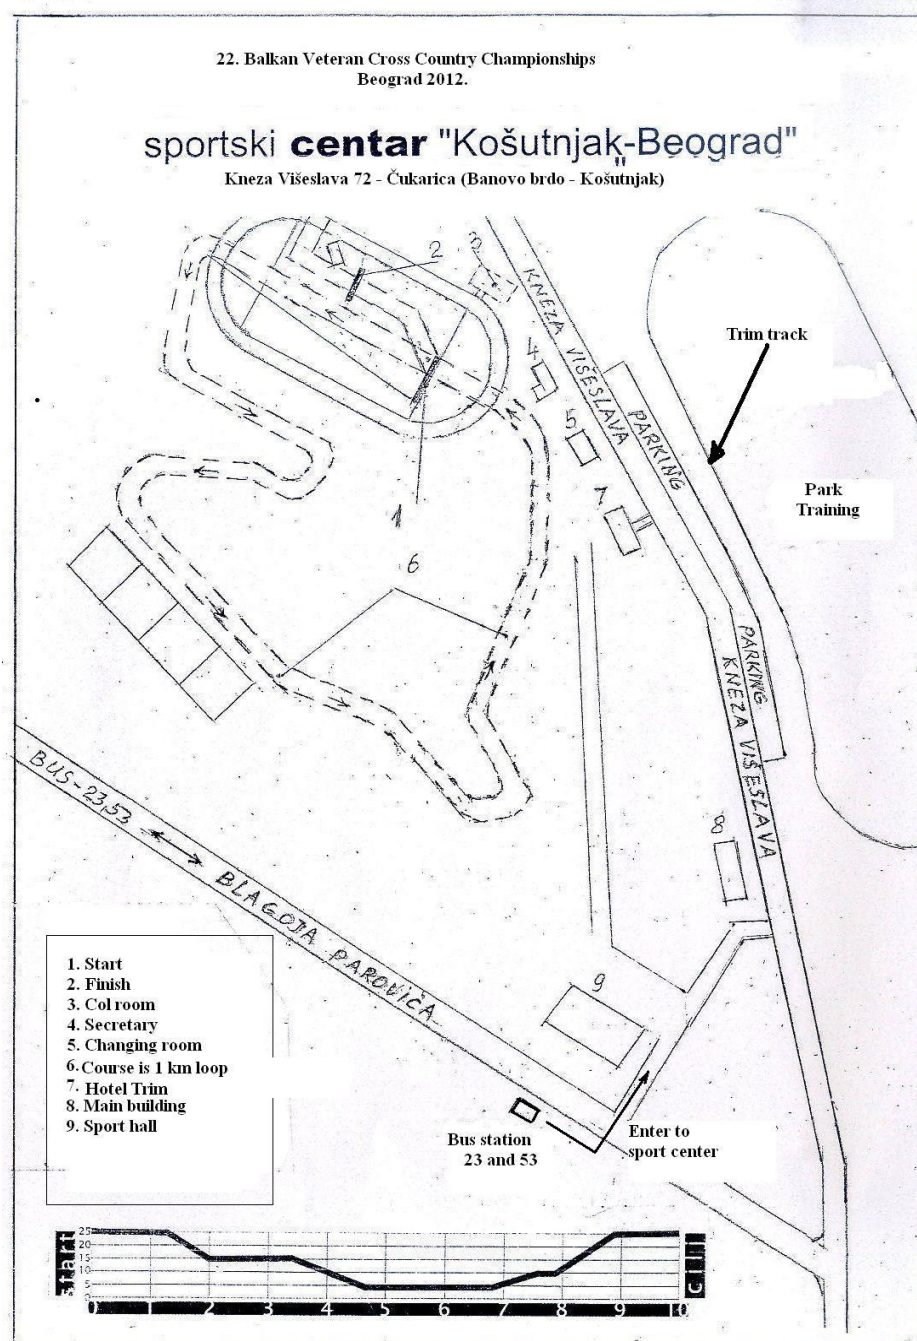 22. Balkan Veteran Cross Country Championships
Beograd 2012.
sportski centar "Košutnjak-Beograd"
"
Kneza Višeslava 72 - Čukarica (Banovo brdo - Košutnjak)
2
3
KNEZA VIŠESLAVA
4
Trim track
5
PARKING
7
Park
Training
1
6
PARKING
KNEZA VIŠESLAVA
BUS-23,53
BLAGOJA PAROVIĆA
8
9
1. Start
2. Finish
3. Col room
4. Secretary
5. Changing room
6. Course is 1 km loop
7. Hotel Trim
8. Main building
9. Sport hall
Bus station
23 and 53
Enter to
sport center
start
25
20
15
10
5
0
0 1 2 3 4 5 6 7 8 9 10